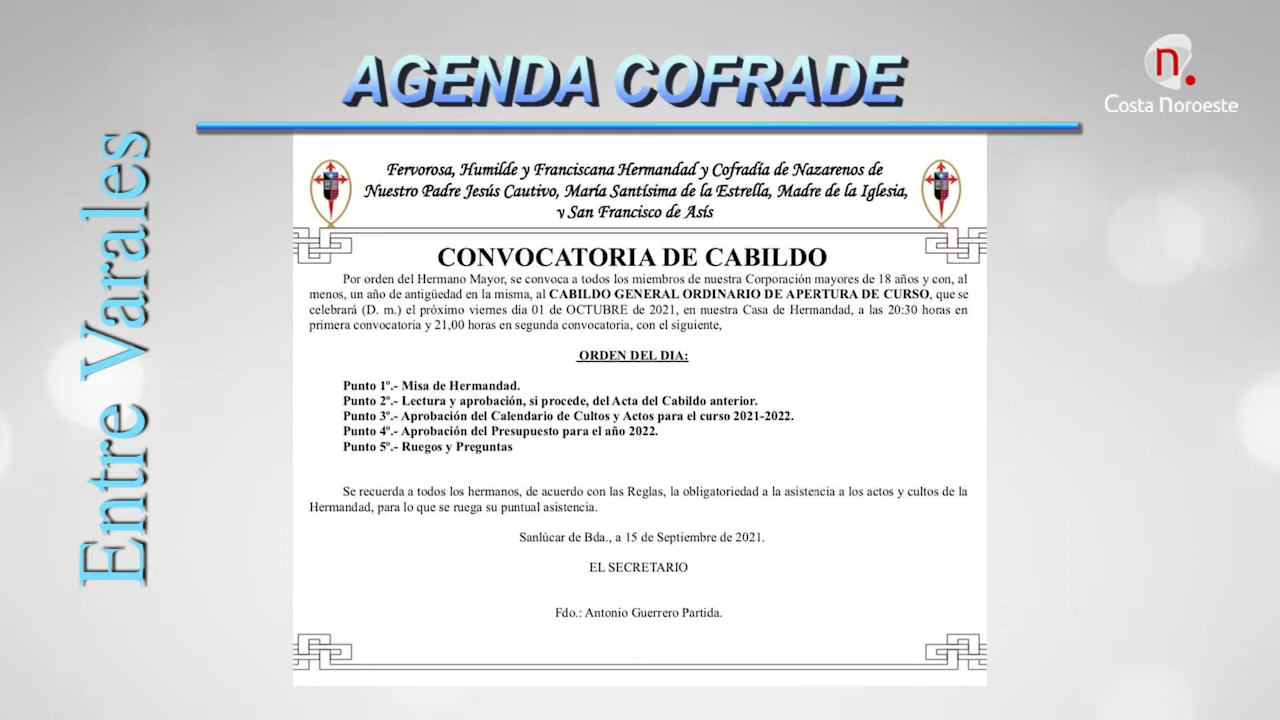 AGENDA COFRADE
n.
Costa Noroeste
Entre Varales
Fervorosa, Humilde y Franciscana Hermandad y Cofradía de Nazarenos de
Nuestro Padre Jesús Cautivo, María Santísima de la Estrella, Madre de la Iglesia,
y San Francisco de Asís
CONVOCATORIA DE CABILDO
Por orden del Hermano Mayor, se convoca a todos los miembros de nuestra Corporación mayores de 18 años y con, al
menos, un año de antigüedad en la misma, al CABILDO GENERAL ORDINARIO DE APERTURA DE CURSO, que se
celebrará (D. m.) el próximo viernes día 01 de OCTUBRE de 2021, en nuestra Casa de Hermandad, a las 20:30 horas en
primera convocatoria y 21,00 horas en segunda convocatoria, con el siguiente,
ORDEN DEL DIA:
Punto 1º.- Misa de Hermandad.
Punto 2º.- Lectura y aprobación, si procede, del Acta del Cabildo anterior.
Punto 3º.- Aprobación del Calendario de Cultos y Actos para el curso 2021-2022.
Punto 4º.- Aprobación del Presupuesto para el año 2022.
Punto 5º.- Ruegos y Preguntas
Se recuerda a todos los hermanos, de acuerdo con las Reglas, la obligatoriedad a la asistencia a los actos y cultos de la
Hermandad, para lo que se ruega su puntual asistencia.
Sanlúcar de Bda., a 15 de Septiembre de 2021.
EL SECRETARIO
Fdo.: Antonio Guerrero Partida.